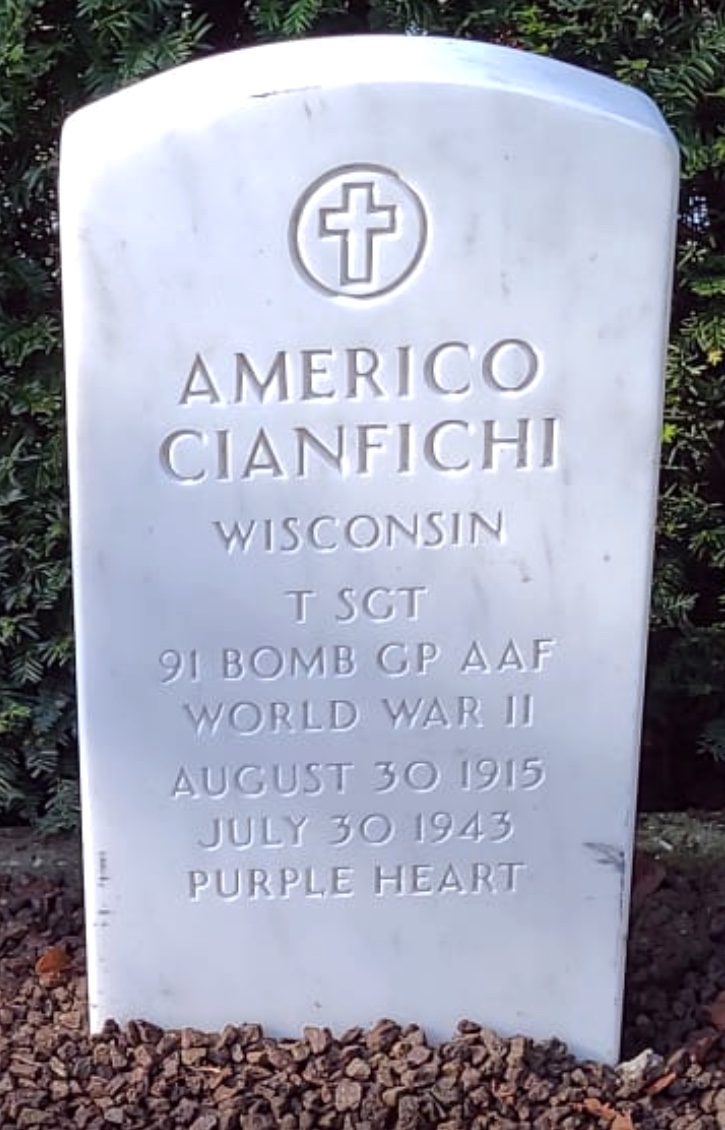 AMERICO
CIANFICHI
WISCONSIN
T SGT
91 BOMB GP AAF
WORLD WAR II
AUGUST 30 1915
JULY 30 1943
PURPLE HEART